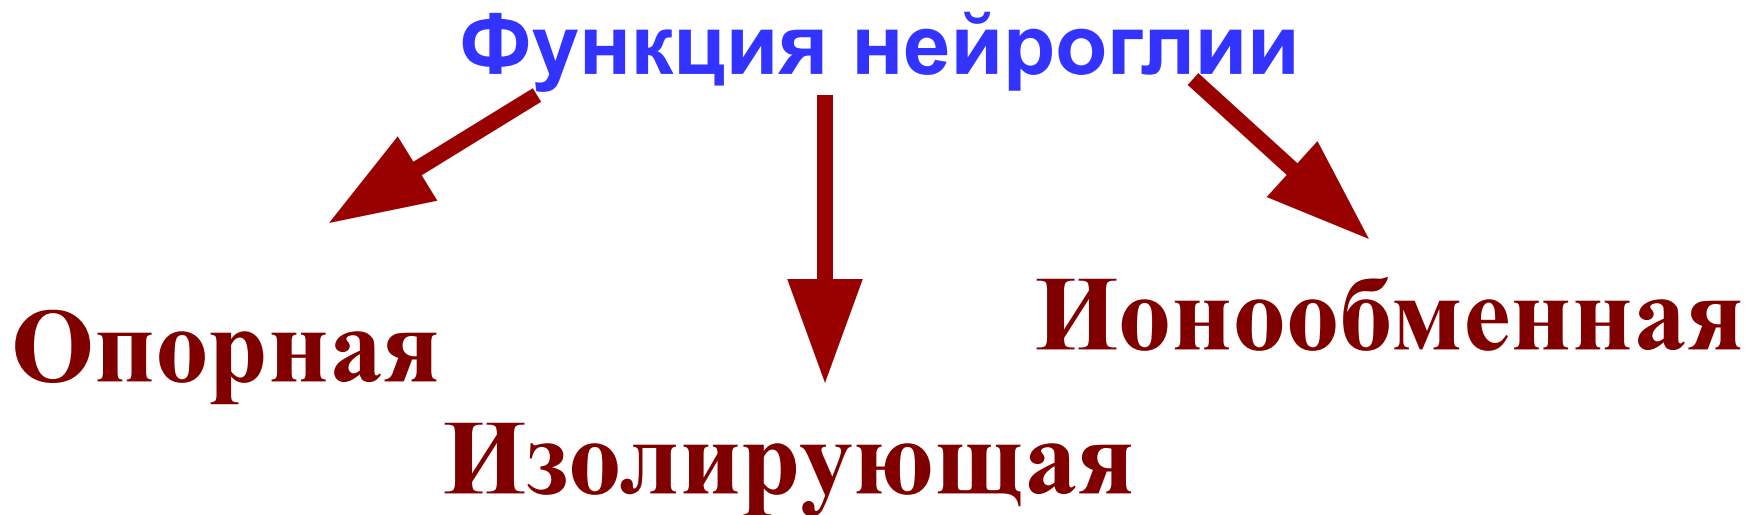 Функция нейроглии
Опорная
Изолирующая
Ионообменная